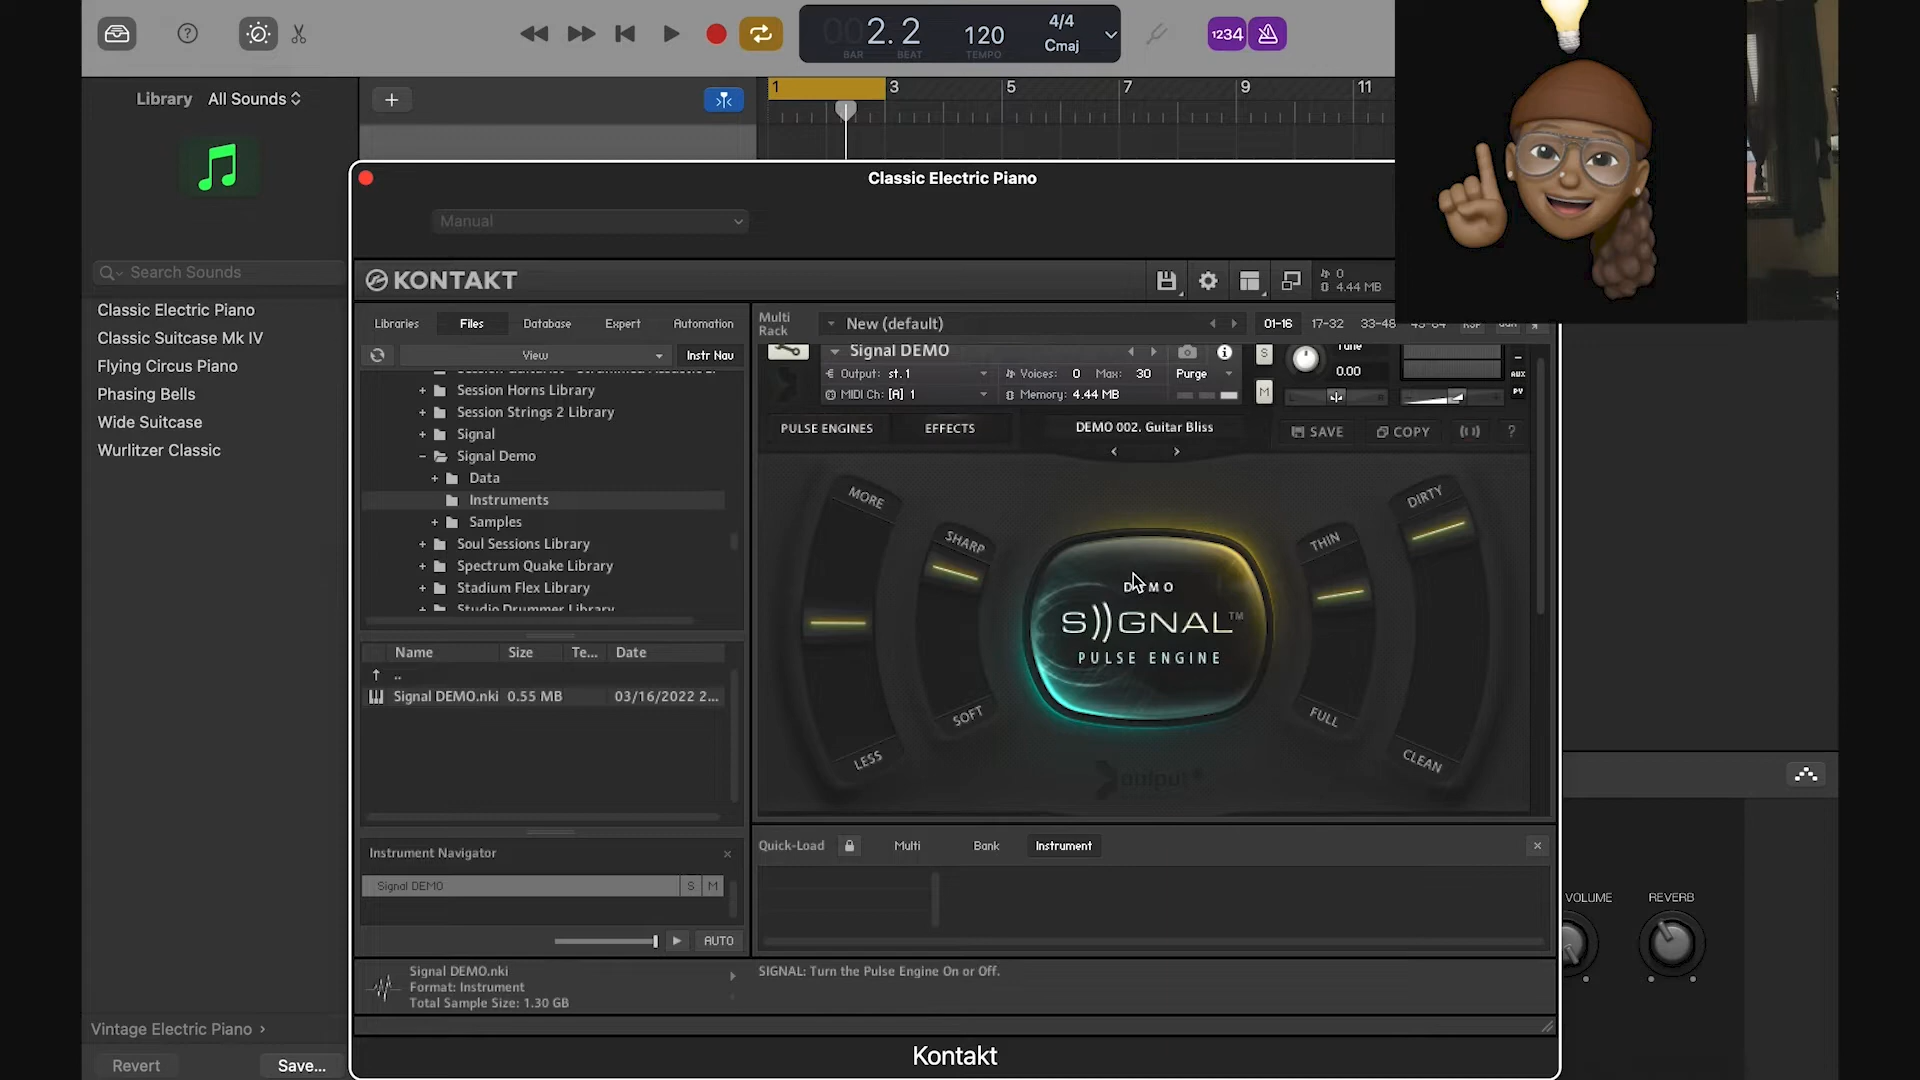 00 2. 2
BAR BEAT
120
TEMPO
4/4
Cmaj
1234
Library All Sounds
1 3 5 7 9 11
Classic Electric Piano
Manual
Search Sounds
Classic Electric Piano
Classic Suitcase Mk IV
Flying Circus Piano
Phasing Bells
Wide Suitcase
Wurlitzer Classic
KONTAKT
0
4.44 MB
Libraries Files Database Expert Automation
View Instr Nav
Session Horns Library
Session Strings 2 Library
Signal
Signal Demo
Data
Instruments
Samples
Soul Sessions Library
Spectrum Quake Library
Stadium Flex Library
Studio Drummer Library
Name Size Te... Date
..
Signal DEMO.nki 0.55 MB 03/16/2022 2...
Instrument Navigator
Signal DEMO S M
AUTO
Signal DEMO.nki
Format: Instrument
Total Sample Size: 1.30 GB
Multi
Rack
New (default)
01-16 17-32 33-48
Signal DEMO
Output: st.1 Voices: 0 Max: 30 Purge
MIDI Ch: [A] 1 Memory: 4.44 MB
S
M
Tune
0.00
L R
AUX
PV
PULSE ENGINES EFFECTS DEMO 002. Guitar Bliss SAVE COPY ?
MORE
LESS
SHARP
SOFT
DEMO
S))GNAL™
PULSE ENGINE
THIN
FULL
DIRTY
CLEAN
output
Quick-Load Multi Bank Instrument
SIGNAL: Turn the Pulse Engine On or Off.
Kontakt
VOLUME REVERB
Vintage Electric Piano
Revert Save...